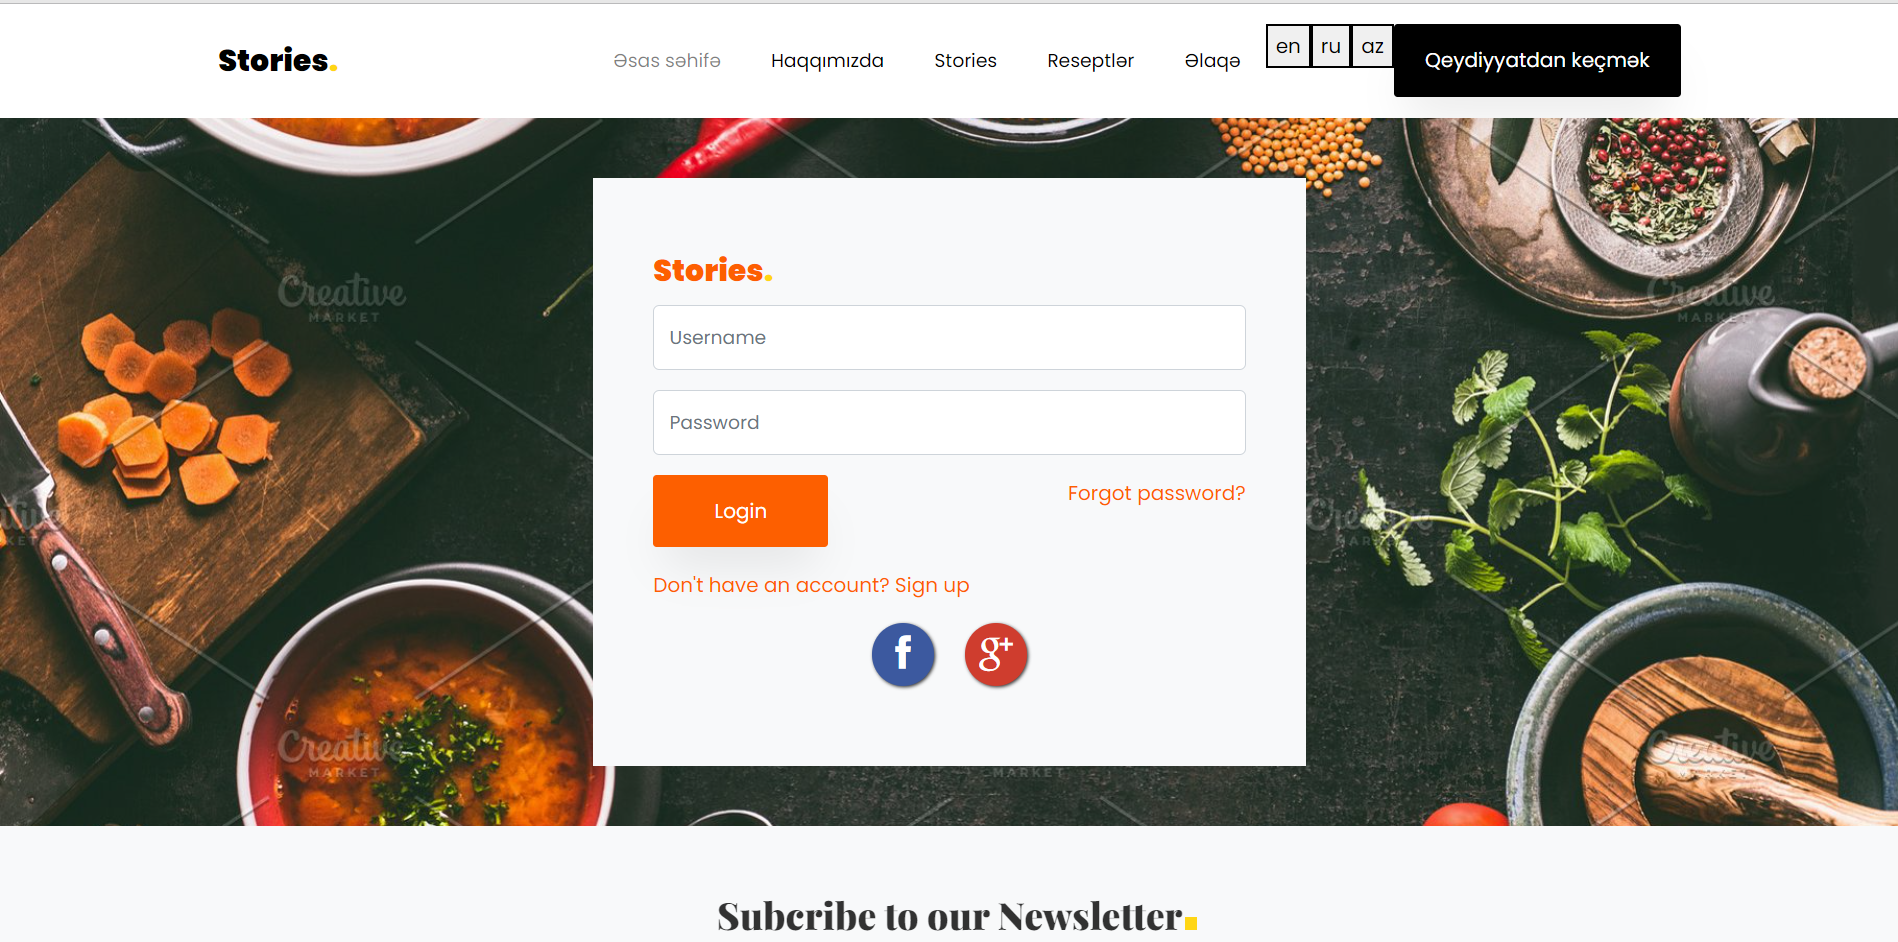 Stories.
Əsas səhifə
Haqqımızda
Stories
Reseptlər
Əlaqə
en
ru
az
Qeydiyyatdan keçmək
Creative
MARKET
Creative
MARKET
Stories.
Username
Password
Login
Forgot password?
Don't have an account? Sign up
f
g+
Creative
MARKET
Creative
MARKET
MARKET
Subcribe to our Newsletter